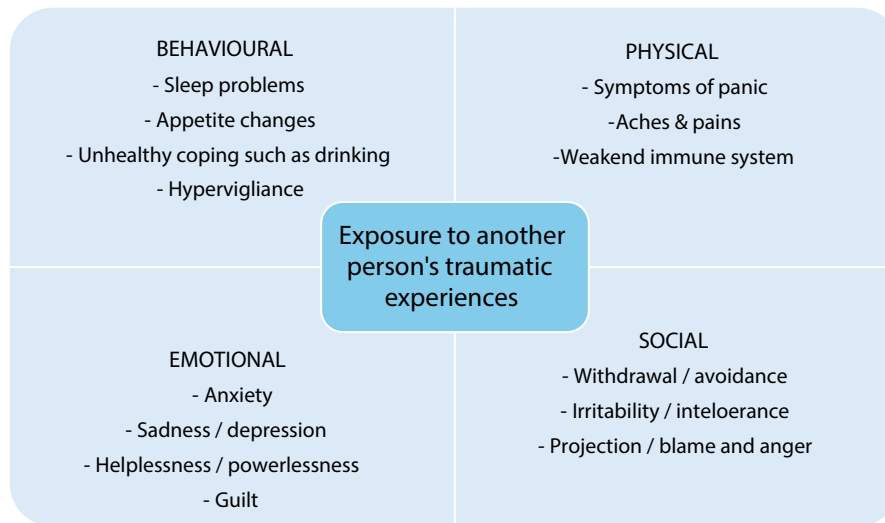 BEHAVIOURAL
- Sleep problems
- Appetite changes
- Unhealthy coping such as drinking
- Hypervigliance
PHYSICAL
- Symptoms of panic
-Aches & pains
-Weakend immune system
Exposure to another
person's traumatic
experiences
EMOTIONAL
- Anxiety
- Sadness / depression
- Helplessness / powerlessness
- Guilt
SOCIAL
- Withdrawal / avoidance
- Irritability / inteloerance
- Projection / blame and anger